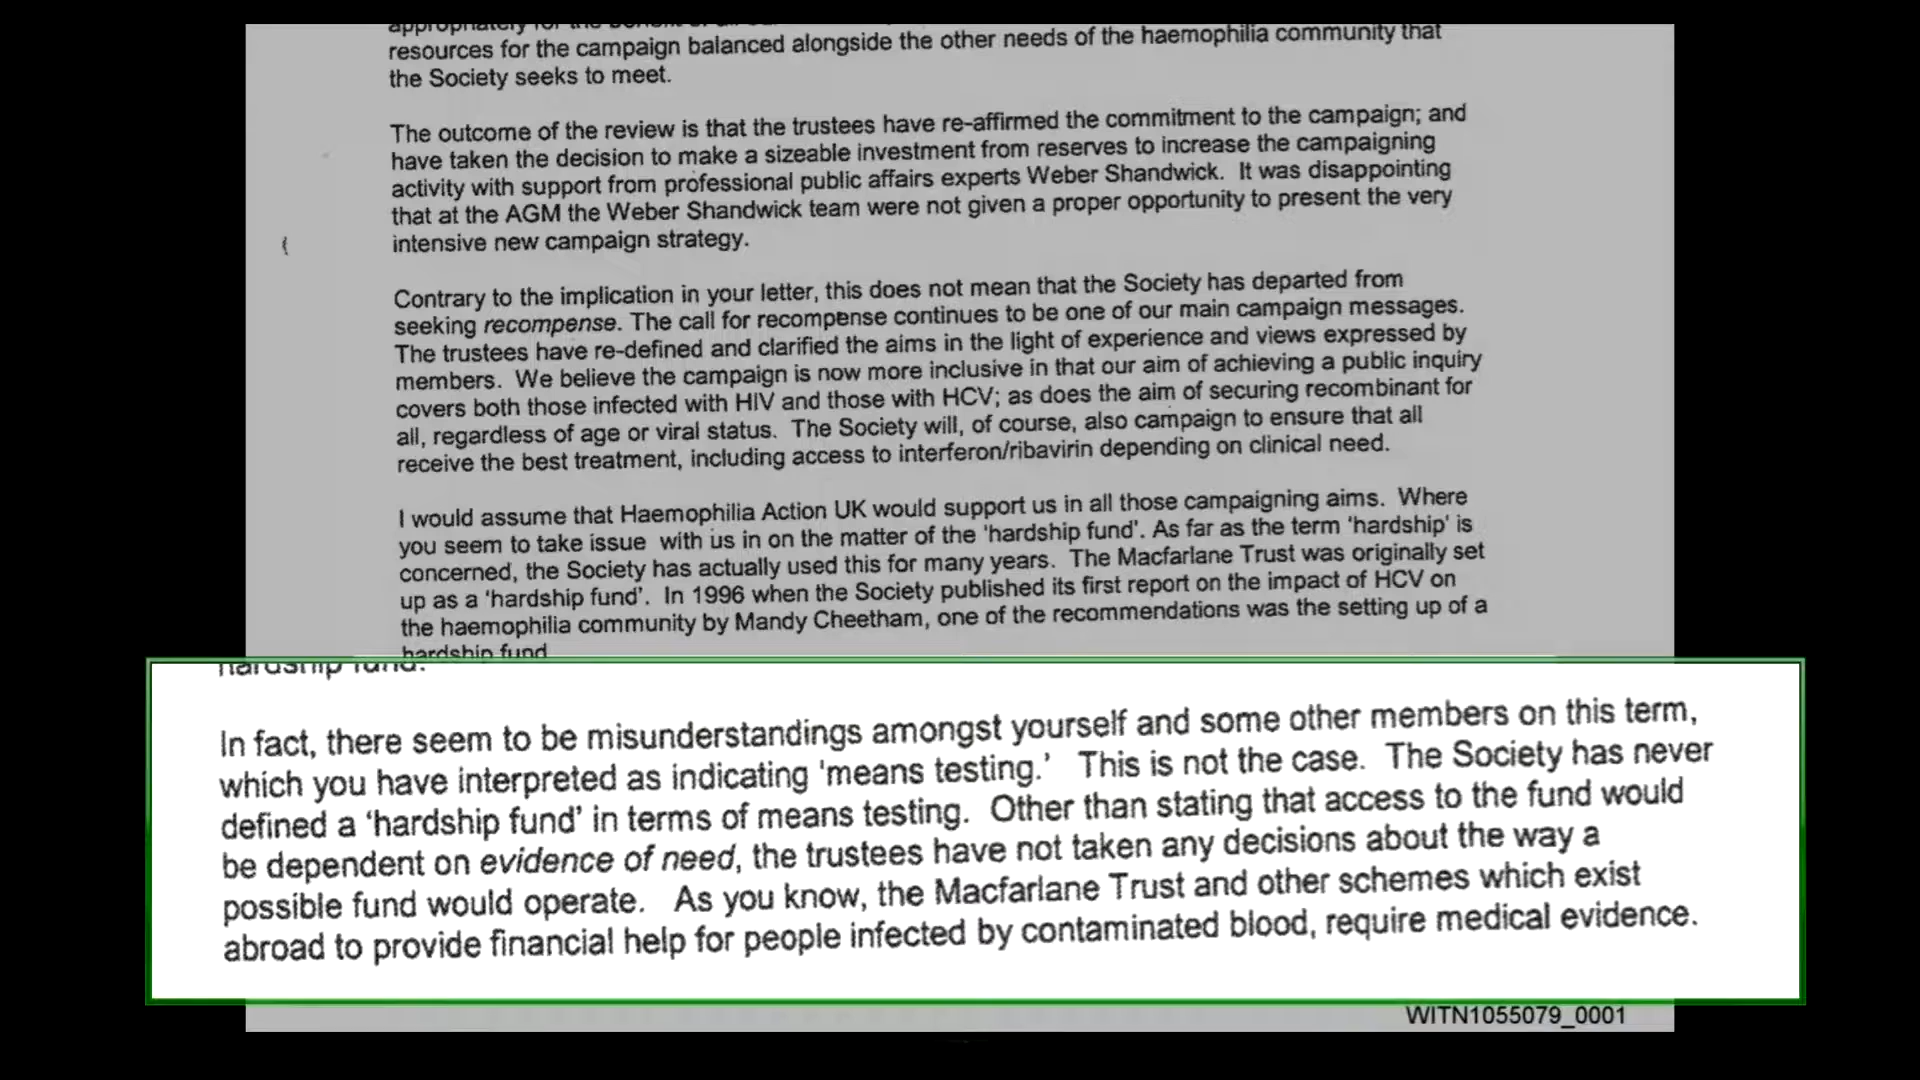 appropriately for the benefit of all our
resources for the campaign balanced alongside the other needs of the haemophilia community that
the Society seeks to meet.
The outcome of the review is that the trustees have re-affirmed the commitment to the campaign; and
have taken the decision to make a sizeable investment from reserves to increase the campaigning
activity with support from professional public affairs experts Weber Shandwick. It was disappointing
that at the AGM the Weber Shandwick team were not given a proper opportunity to present the very
intensive new campaign strategy.
Contrary to the implication in your letter, this does not mean that the Society has departed from
seeking recompense. The call for recompense continues to be one of our main campaign messages.
The trustees have re-defined and clarified the aims in the light of experience and views expressed by
members. We believe the campaign is now more inclusive in that our aim of achieving a public inquiry
covers both those infected with HIV and those with HCV; as does the aim of securing recombinant for
all, regardless of age or viral status. The Society will, of course, also campaign to ensure that all
receive the best treatment, including access to interferon/ribavirin depending on clinical need.
I would assume that Haemophilia Action UK would support us in all those campaigning aims. Where
you seem to take issue with us in on the matter of the 'hardship fund'. As far as the term 'hardship' is
concerned, the Society has actually used this for many years. The Macfarlane Trust was originally set
up as a 'hardship fund'. In 1996 when the Society published its first report on the impact of HCV on
the haemophilia community by Mandy Cheetham, one of the recommendations was the setting up of a
hardship fund
hardship fund.
In fact, there seem to be misunderstandings amongst yourself and some other members on this term,
which you have interpreted as indicating 'means testing.' This is not the case. The Society has never
defined a 'hardship fund' in terms of means testing. Other than stating that access to the fund would
be dependent on evidence of need, the trustees have not taken any decisions about the way a
possible fund would operate. As you know, the Macfarlane Trust and other schemes which exist
abroad to provide financial help for people infected by contaminated blood, require medical evidence.
WITN1055079_0001